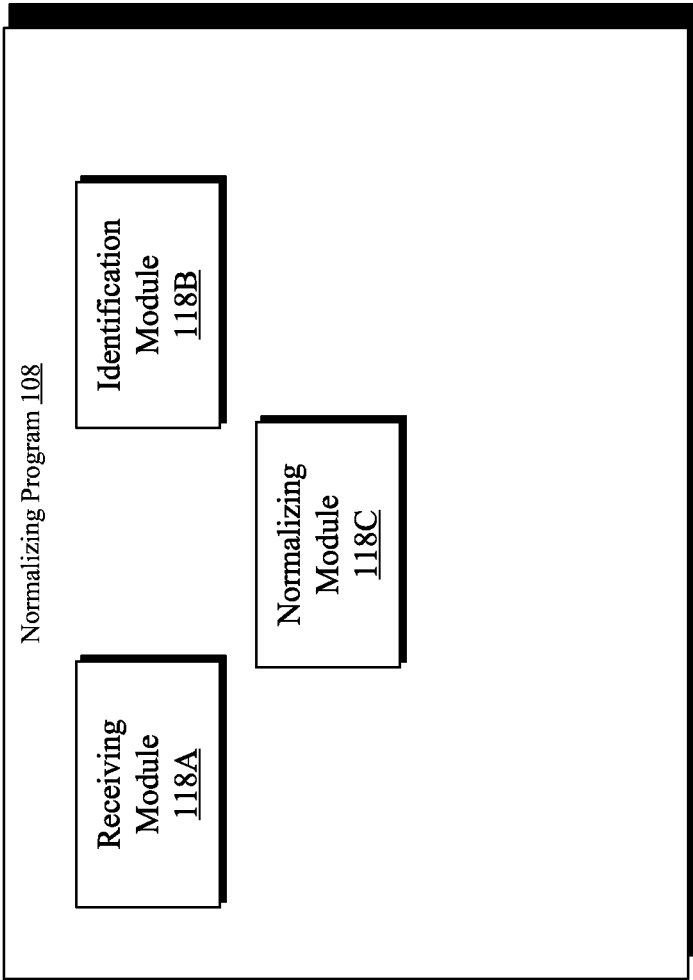 Normalizing Program 108
Receiving
Module
118A
Identification
Module
118B
Normalizing
Module
118C